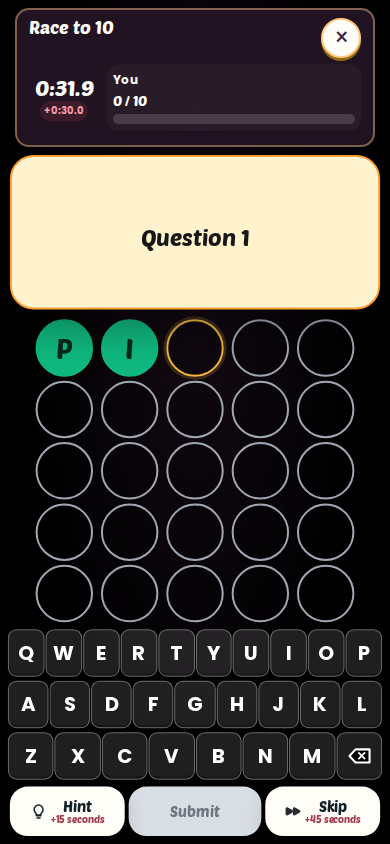 Race to 10
×
0:31.9
+0:30.0
You
0 / 10
Question 1
P I
Q W E R T Y U I O P
A S D F G H J K L
Z X C V B N M
Hint
+15 seconds
Submit
Skip
+45 seconds